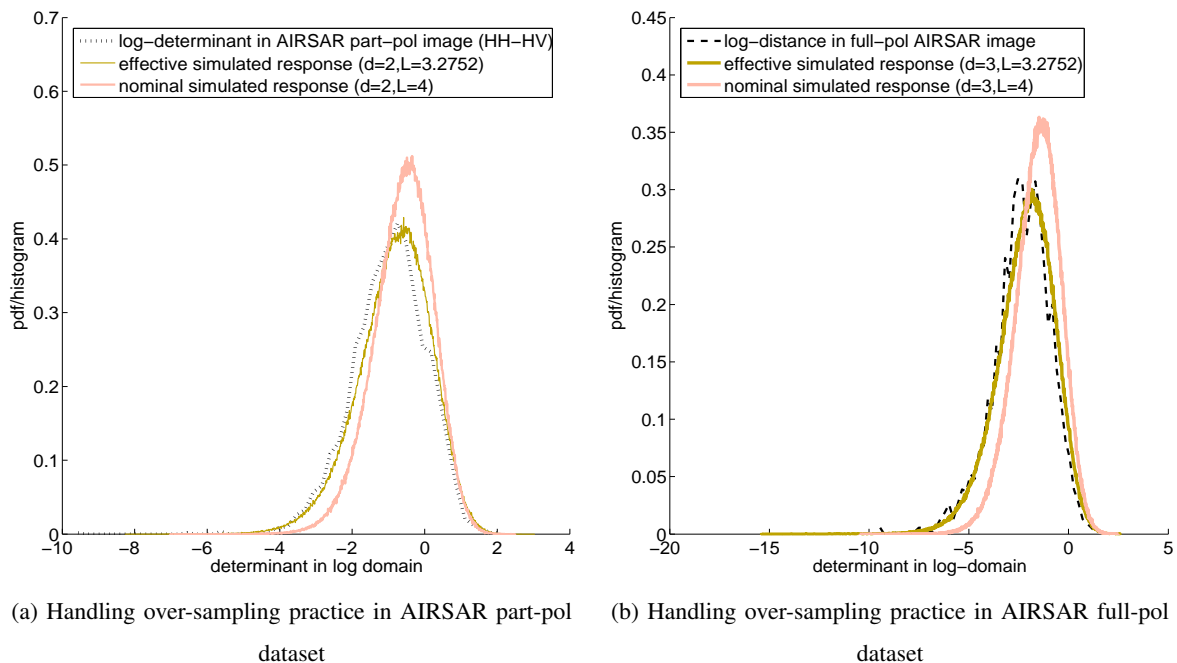 0.7
0.6
0.5
0.4
0.3
0.2
0.1
0
pdf/histogram
log−determinant in AIRSAR part−pol image (HH−HV)
effective simulated response (d=2,L=3.2752)
nominal simulated response (d=2,L=4)
−10 −8 −6 −4 −2 0 2 4
determinant in log domain
(a) Handling over-sampling practice in AIRSAR part-pol
dataset
0.45
0.4
0.35
0.3
0.25
0.2
0.15
0.1
0.05
0
pdf/histogram
log−distance in full−pol AIRSAR image
effective simulated response (d=3,L=3.2752)
nominal simulated response (d=3,L=4)
−20 −15 −10 −5 0 5
determinant in log−domain
(b) Handling over-sampling practice in AIRSAR full-pol
dataset